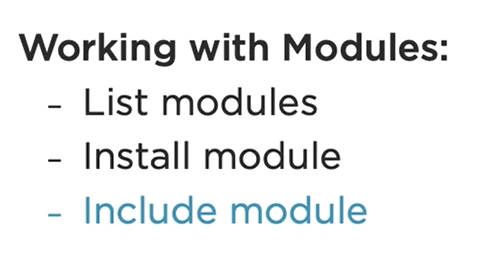 Working with Modules:
- List modules
- Install module
- Include module